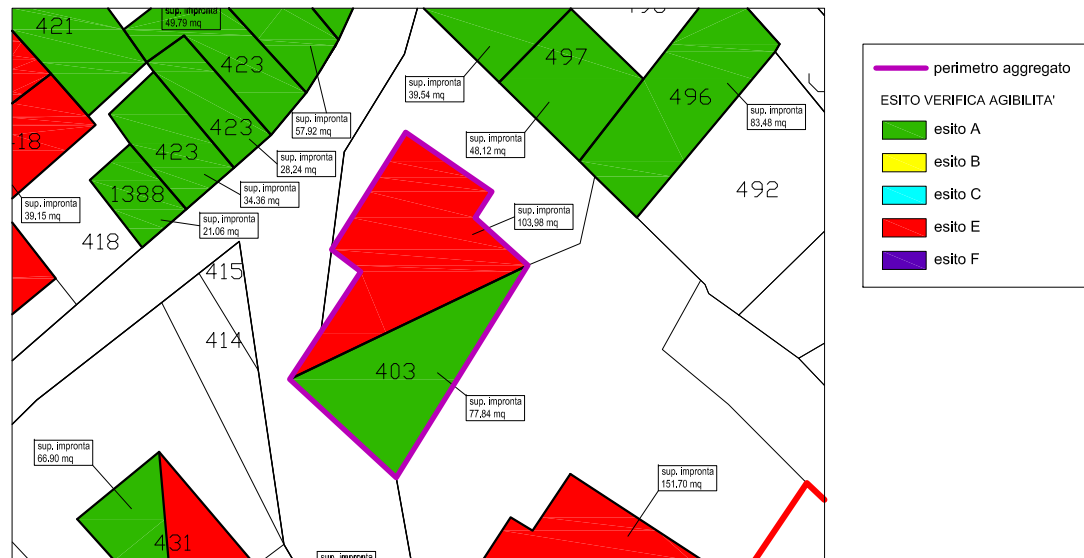 421
sup. impronta
49,79 mq
423
497
perimetro aggregato
sup. impronta
39,54 mq
496
ESITO VERIFICA AGIBILITA'
sup. impronta
83,48 mq
esito A
sup. impronta
57.92 mq
423
418
sup. impronta
48,12 mq
esito B
423
sup. impronta
28,24 mq
sup. impronta
34.36 mq
492
esito C
1388
sup. impronta
39,15 mq
sup. impronta
21.06 mq
sup. impronta
103,98 mq
esito E
418
415
esito F
414
403
sup. impronta
77.84 mq
sup. impronta
66.90 mq
sup. impronta
151.70 mq
431
sup. impronta